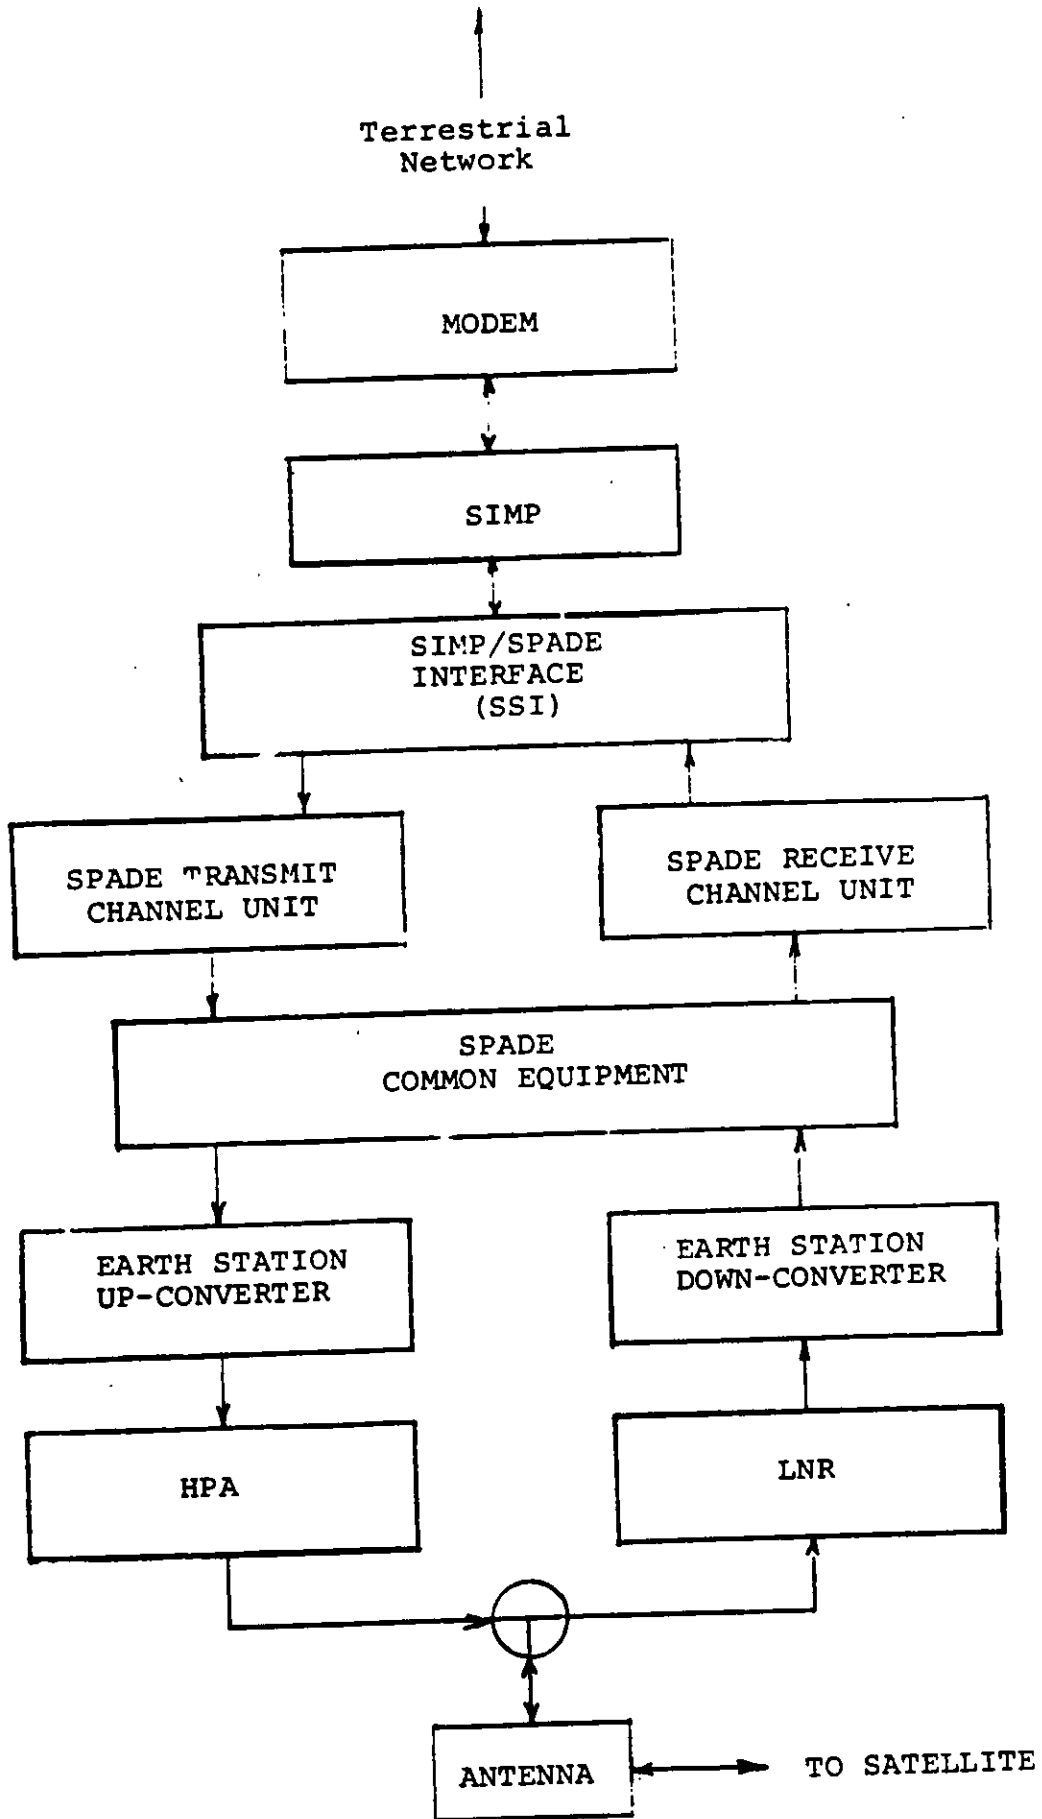 Terrestrial
Network
MODEM
SIMP
SIMP/SPADE
INTERFACE
(SSI)
SPADE TRANSMIT
CHANNEL UNIT
SPADE RECEIVE
CHANNEL UNIT
SPADE
COMMON EQUIPMENT
EARTH STATION
UP-CONVERTER
EARTH STATION
DOWN-CONVERTER
HPA
LNR
ANTENNA
TO SATELLITE